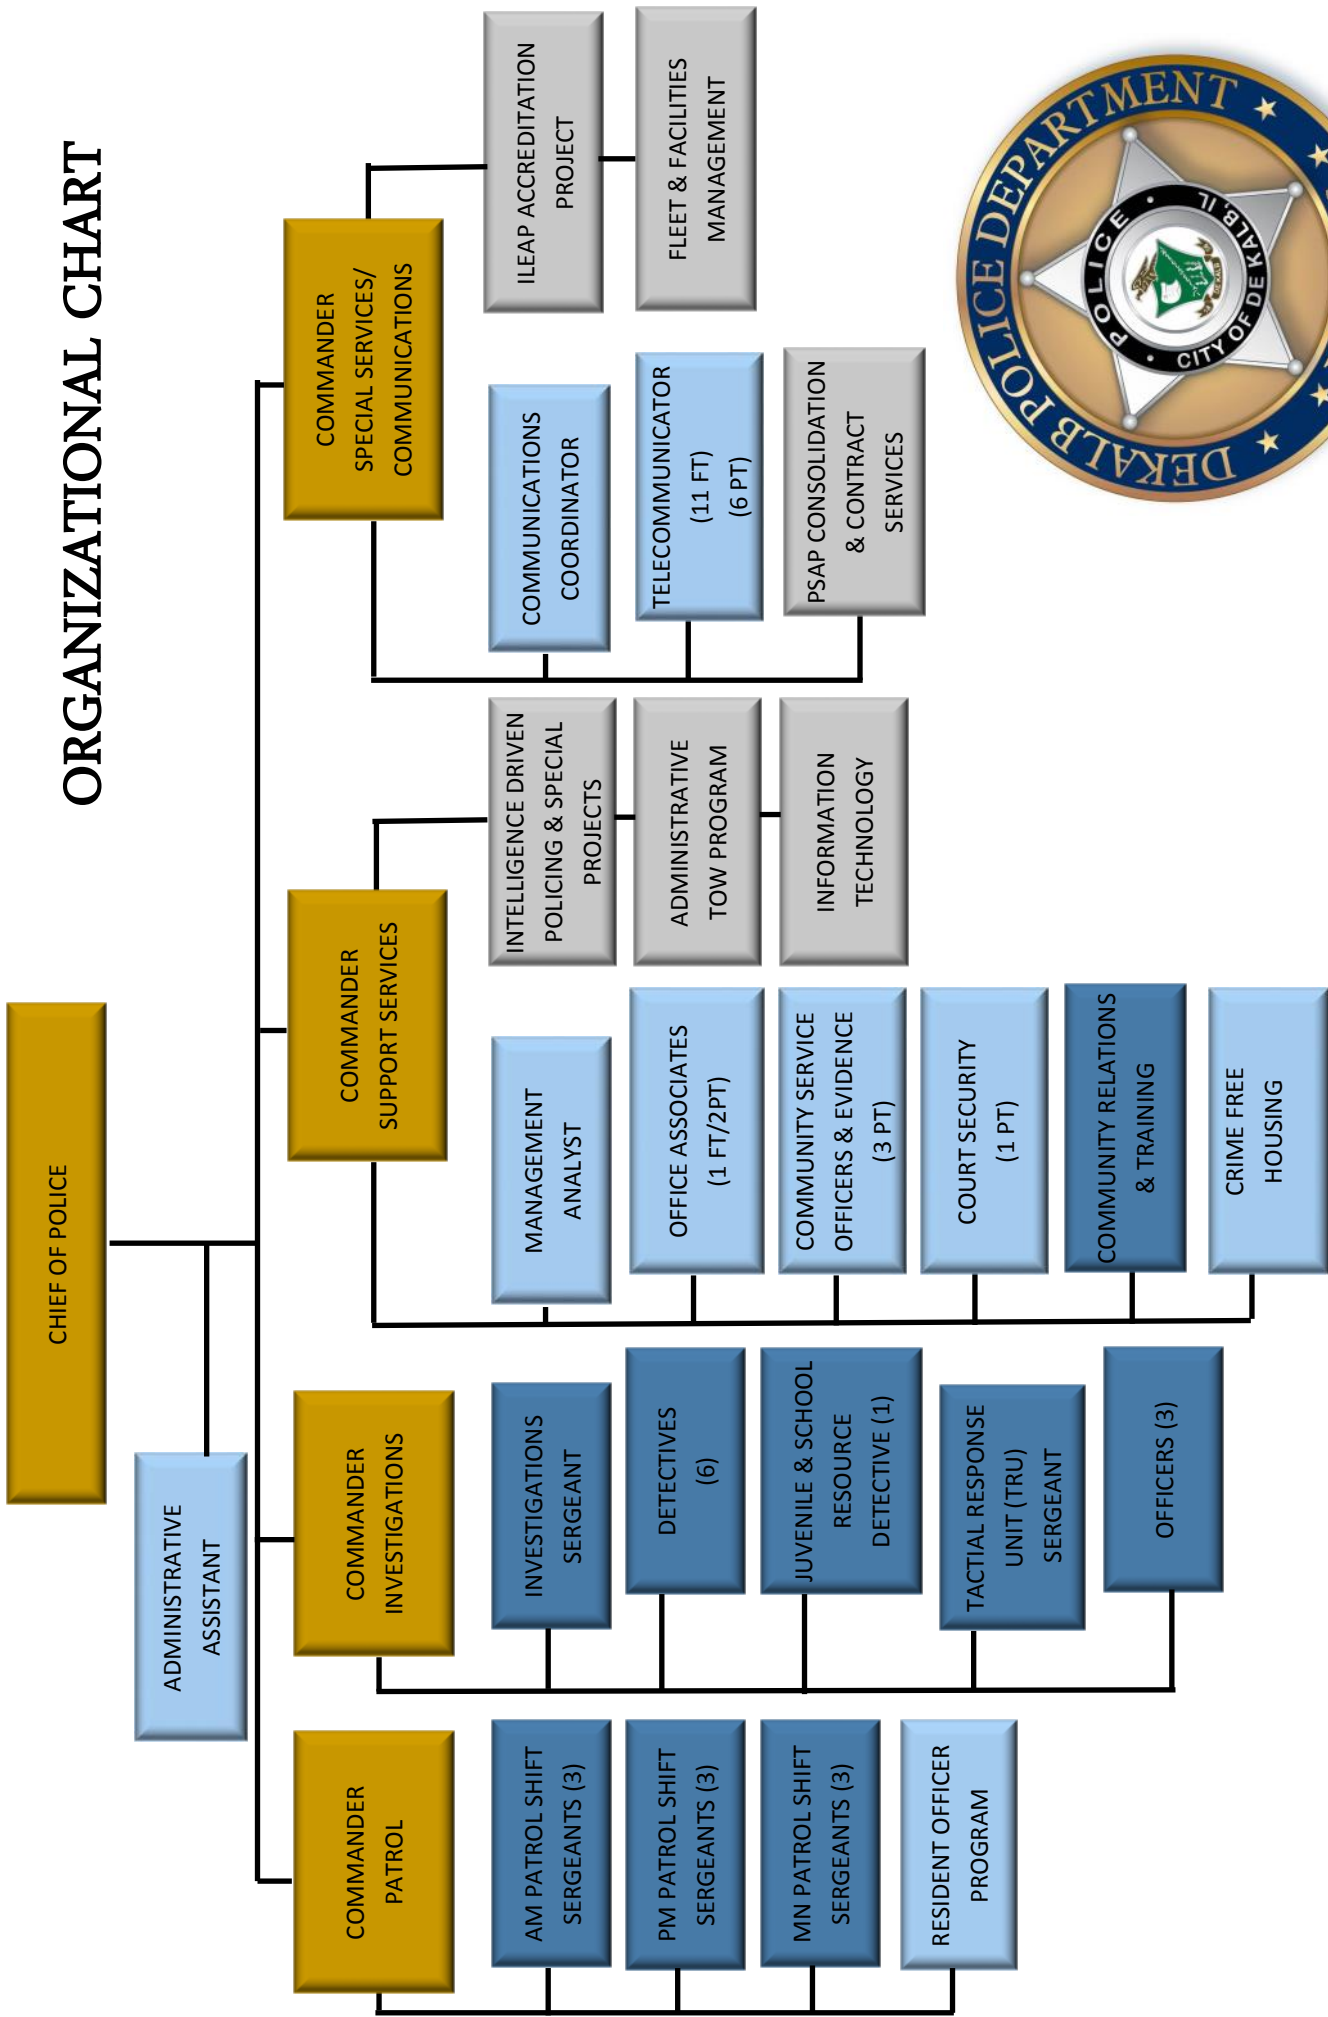 ORGANIZATIONAL CHART
CHIEF OF POLICE
ADMINISTRATIVE
ASSISTANT
COMMANDER
PATROL
AM PATROL SHIFT
SERGEANTS (3)
PM PATROL SHIFT
SERGEANTS (3)
MN PATROL SHIFT
SERGEANTS (3)
RESIDENT OFFICER
PROGRAM
COMMANDER
INVESTIGATIONS
INVESTIGATIONS
SERGEANT
DETECTIVES
(6)
JUVENILE & SCHOOL
RESOURCE
DETECTIVE (1)
TACTIAL RESPONSE
UNIT (TRU)
SERGEANT
OFFICERS (3)
COMMANDER
SUPPORT SERVICES
MANAGEMENT
ANALYST
OFFICE ASSOCIATES
(1 FT/2PT)
COMMUNITY SERVICE
OFFICERS & EVIDENCE
(3 PT)
COURT SECURITY
(1 PT)
COMMUNITY RELATIONS
& TRAINING
CRIME FREE
HOUSING
INTELLIGENCE DRIVEN
POLICING & SPECIAL
PROJECTS
ADMINISTRATIVE
TOW PROGRAM
INFORMATION
TECHNOLOGY
COMMANDER
SPECIAL SERVICES/
COMMUNICATIONS
COMMUNICATIONS
COORDINATOR
TELECOMMUNICATOR
(11 FT)
(6 PT)
PSAP CONSOLIDATION
& CONTRACT
SERVICES
ILEAP ACCREDITATION
PROJECT
FLEET & FACILITIES
MANAGEMENT
DEKALB POLICE DEPARTMENT
POLICE
CITY OF DE KALB, IL